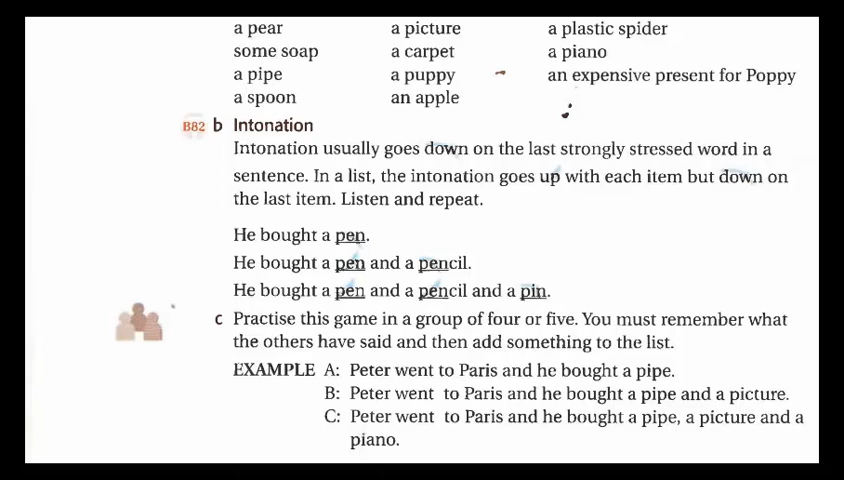 a pear a picture a plastic spider
some soap a carpet a piano
a pipe a puppy an expensive present for Poppy
a spoon an apple
B82 b Intonation
Intonation usually goes down on the last strongly stressed word in a
sentence. In a list, the intonation goes up with each item but down on
the last item. Listen and repeat.
He bought a pen.
He bought a pen and a pencil.
He bought a pen and a pencil and a pin.
c Practise this game in a group of four or five. You must remember what
the others have said and then add something to the list.
EXAMPLE A: Peter went to Paris and he bought a pipe.
B: Peter went to Paris and he bought a pipe and a picture.
C: Peter went to Paris and he bought a pipe, a picture and a
piano.